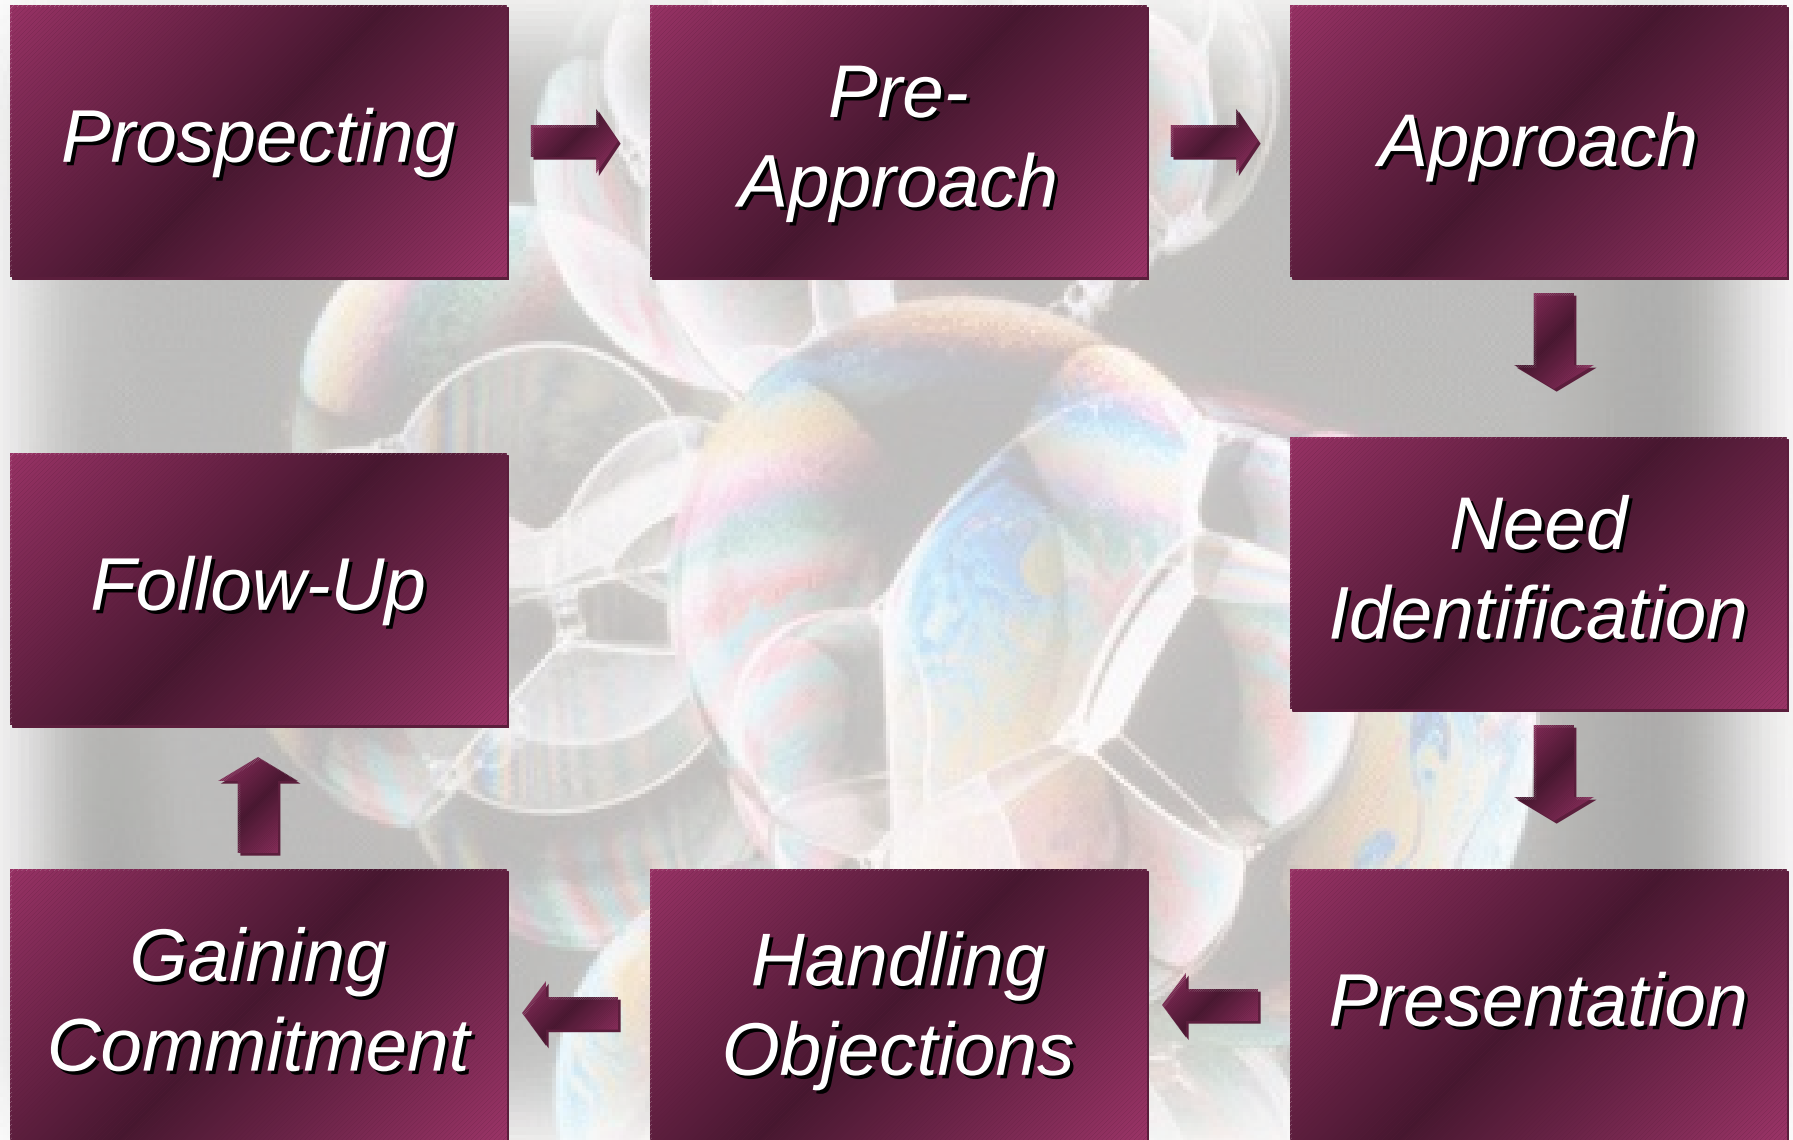 Prospecting
Pre-
Approach
Approach
Need
Identification
Presentation
Handling
Objections
Gaining
Commitment
Follow-Up